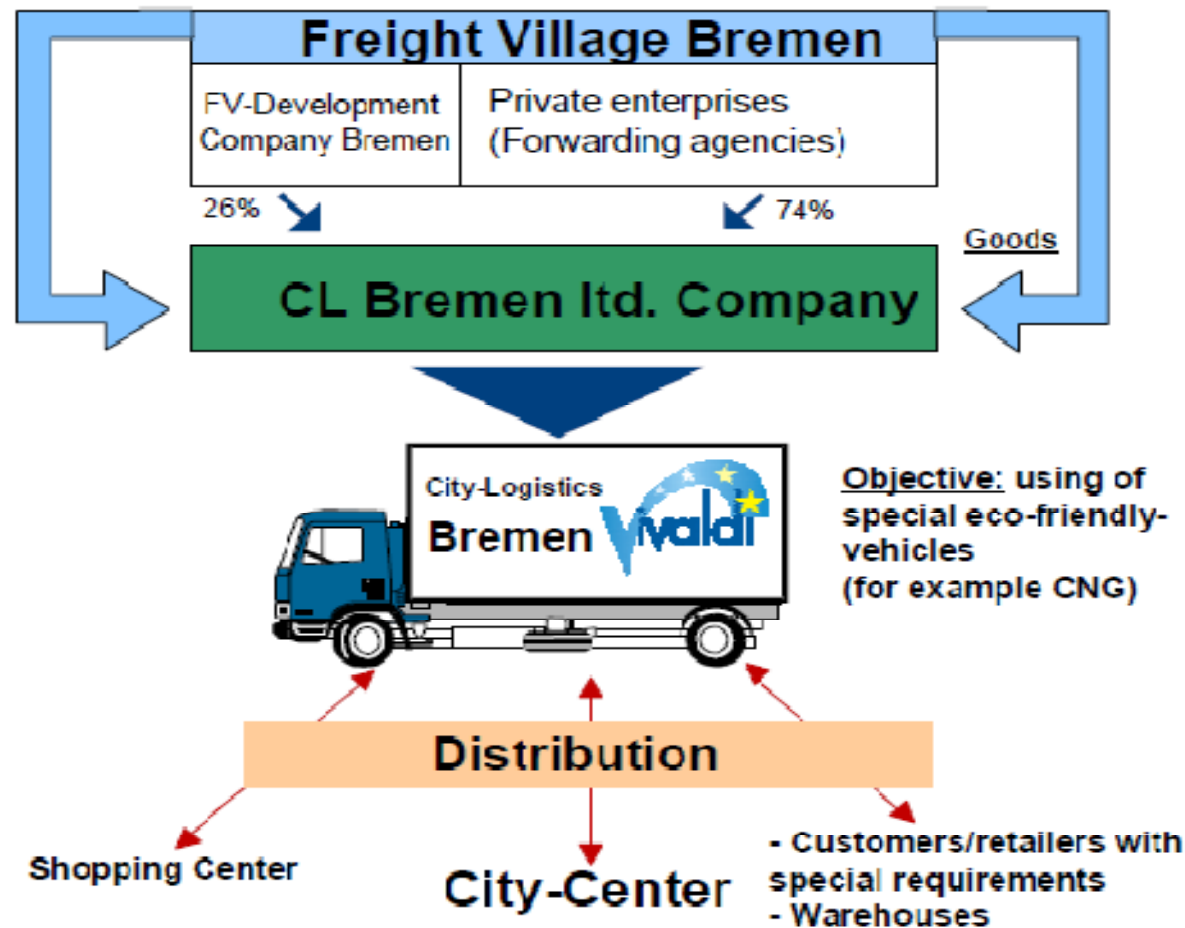 Freight Village Bremen
FV-Development
Company Bremen
Private enterprises
(Forwarding agencies)
26%
74%
Goods
CL Bremen ltd. Company
City-Logistics
Bremen
Vivaldi
Objective: using of
special eco-friendly-
vehicles
(for example CNG)
Distribution
Shopping Center
City-Center
- Customers/retailers with
special requirements
- Warehouses